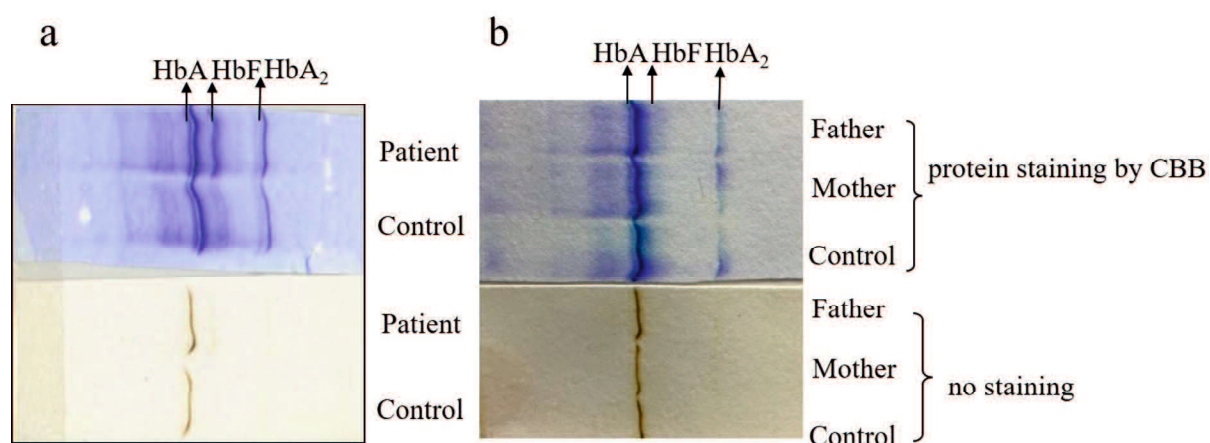 a
HbA HbF HbA₂
Patient
Control
Patient
Control
b
HbA HbF HbA₂
Father
Mother
Control
protein staining by CBB
Father
Mother
Control
no staining